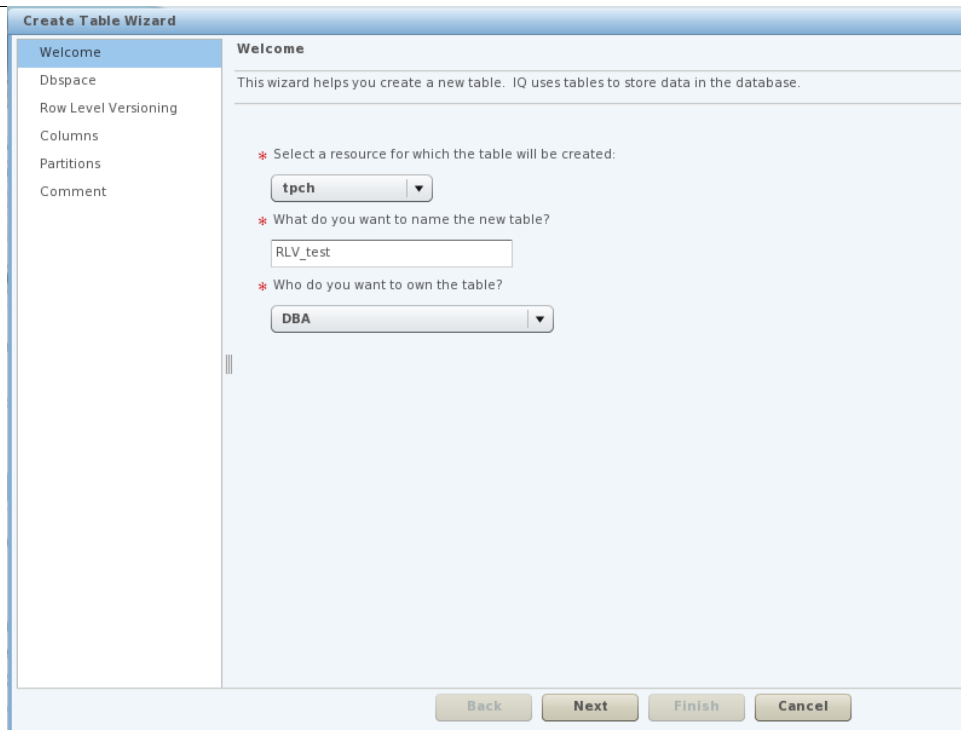 Create Table Wizard
Welcome
Dbspace
Row Level Versioning
Columns
Partitions
Comment
Welcome
This wizard helps you create a new table.  IQ uses tables to store data in the database.
* Select a resource for which the table will be created:
tpch
* What do you want to name the new table?
RLV_test
* Who do you want to own the table?
DBA
Back Next Finish Cancel